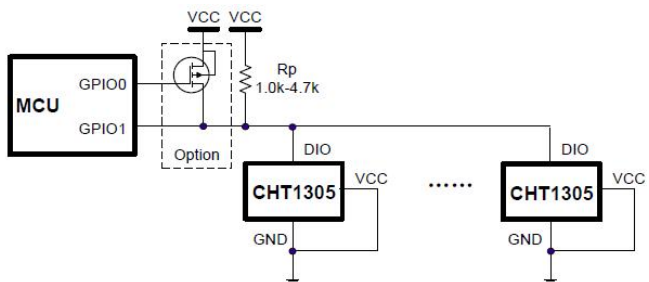 VCC VCC
GPIO0
Rp
1.0k-4.7k
MCU
GPIO1
Option
DIO DIO
VCC VCC
CHT1305 ...... CHT1305
GND GND